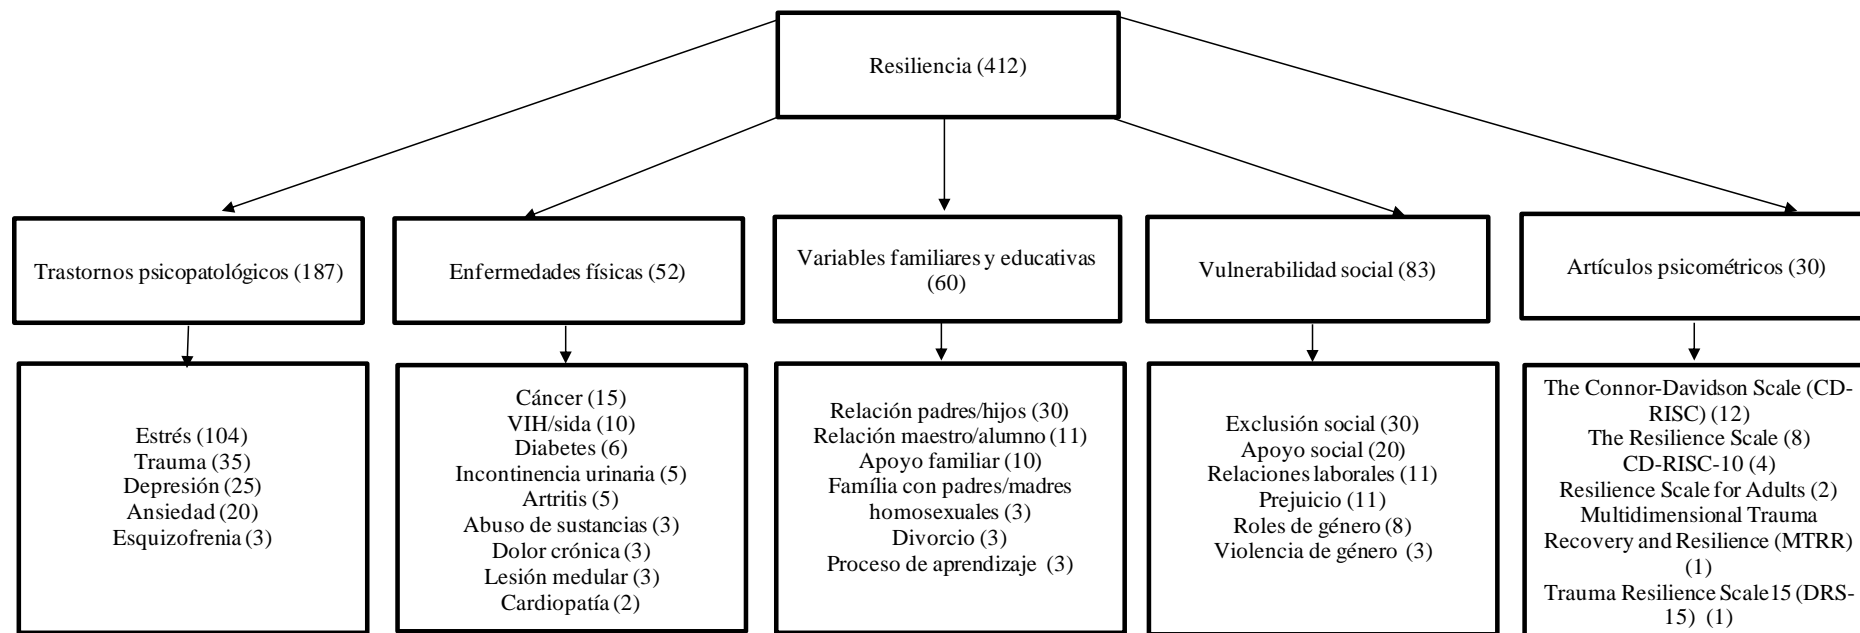 Resiliencia (412)
Trastornos psicopatológicos (187)
Enfermedades físicas (52)
Variables familiares y educativas
(60)
Vulnerabilidad social (83)
Artículos psicométricos (30)
Estrés (104)
Trauma (35)
Depresión (25)
Ansiedad (20)
Esquizofrenia (3)
Cáncer (15)
VIH/sida (10)
Diabetes (6)
Incontinencia urinaria (5)
Artritis (5)
Abuso de sustancias (3)
Dolor crónica (3)
Lesión medular (3)
Cardiopatía (2)
Relación padres/hijos (30)
Relación maestro/alumno (11)
Apoyo familiar (10)
Família con padres/madres
homosexuales (3)
Divorcio (3)
Proceso de aprendizaje (3)
Exclusión social (30)
Apoyo social (20)
Relaciones laborales (11)
Prejuicio (11)
Roles de género (8)
Violencia de género (3)
The Connor-Davidson Scale (CD-
RISC) (12)
The Resilience Scale (8)
CD-RISC-10 (4)
Resilience Scale for Adults (2)
Multidimensional Trauma
Recovery and Resilience (MTRR)
(1)
Trauma Resilience Scale15 (DRS-
15) (1)